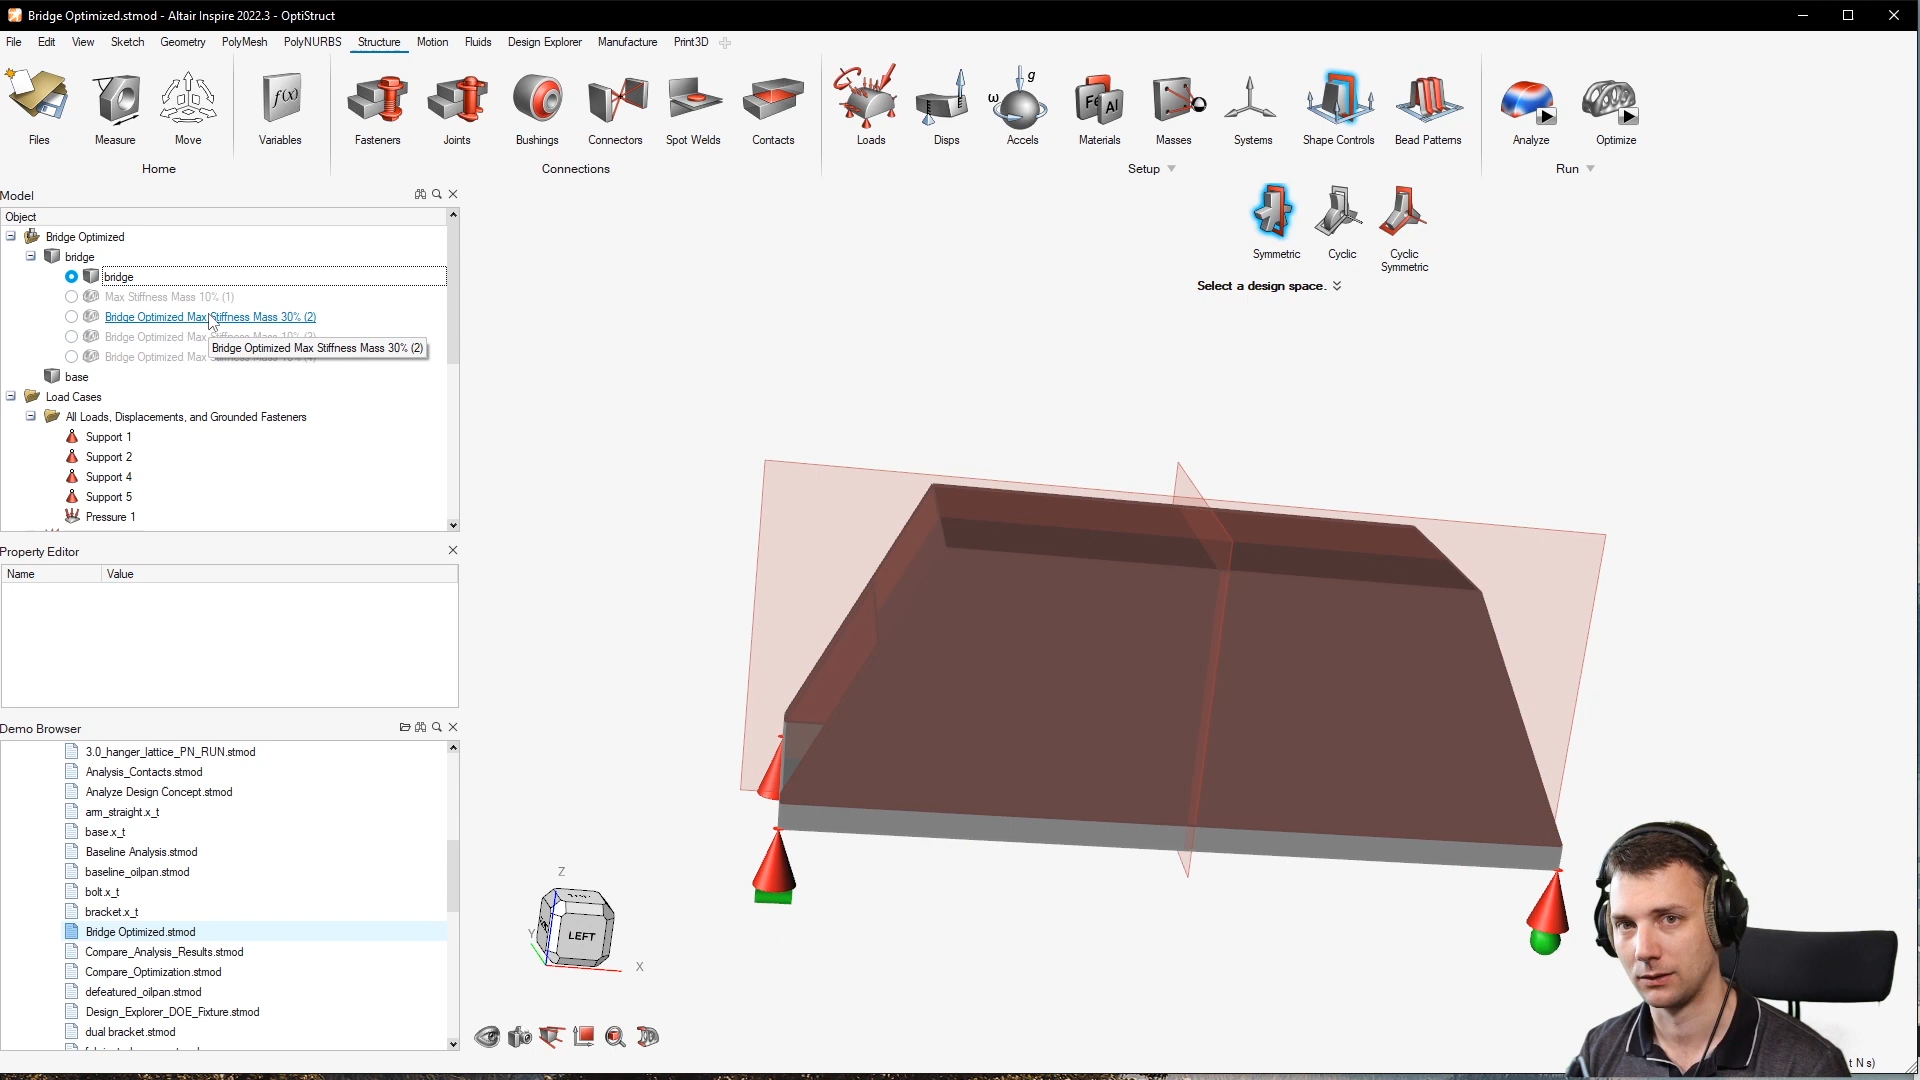 Bridge Optimized.stmod - Altair Inspire 2022.3 - OptiStruct
File Edit View Sketch Geometry PolyMesh PolyNURBS Structure Motion Fluids Design Explorer Manufacture Print3D
Files Measure Move Variables Fasteners Joints Bushings Connectors Spot Welds Contacts Loads Disps Accels Materials Masses Systems Shape Controls Bead Patterns Analyze Optimize
Home Connections Setup Run
Symmetric Cyclic Cyclic Symmetric
Select a design space.
Model
Object
Bridge Optimized
bridge
bridge
Max Stiffness Mass 10% (1)
Bridge Optimized Max Stiffness Mass 30% (2)
Bridge Optimized Max
Bridge Optimized Max Stiffness Mass 30% (2)
Bridge Optimized Max
base
Load Cases
All Loads, Displacements, and Grounded Fasteners
Support 1
Support 2
Support 4
Support 5
Pressure 1
Property Editor
Name Value
Demo Browser
3.0_hanger_lattice_PN_RUN.stmod
Analysis_Contacts.stmod
Analyze Design Concept.stmod
arm_straight.x_t
base.x_t
Baseline Analysis.stmod
baseline_oilpan.stmod
bolt.x_t
bracket.x_t
Bridge Optimized.stmod
Compare_Analysis_Results.stmod
Compare_Optimization.stmod
defeatured_oilpan.stmod
Design_Explorer_DOE_Fixture.stmod
dual bracket.stmod
Z
Y
LEFT
X
t N s)